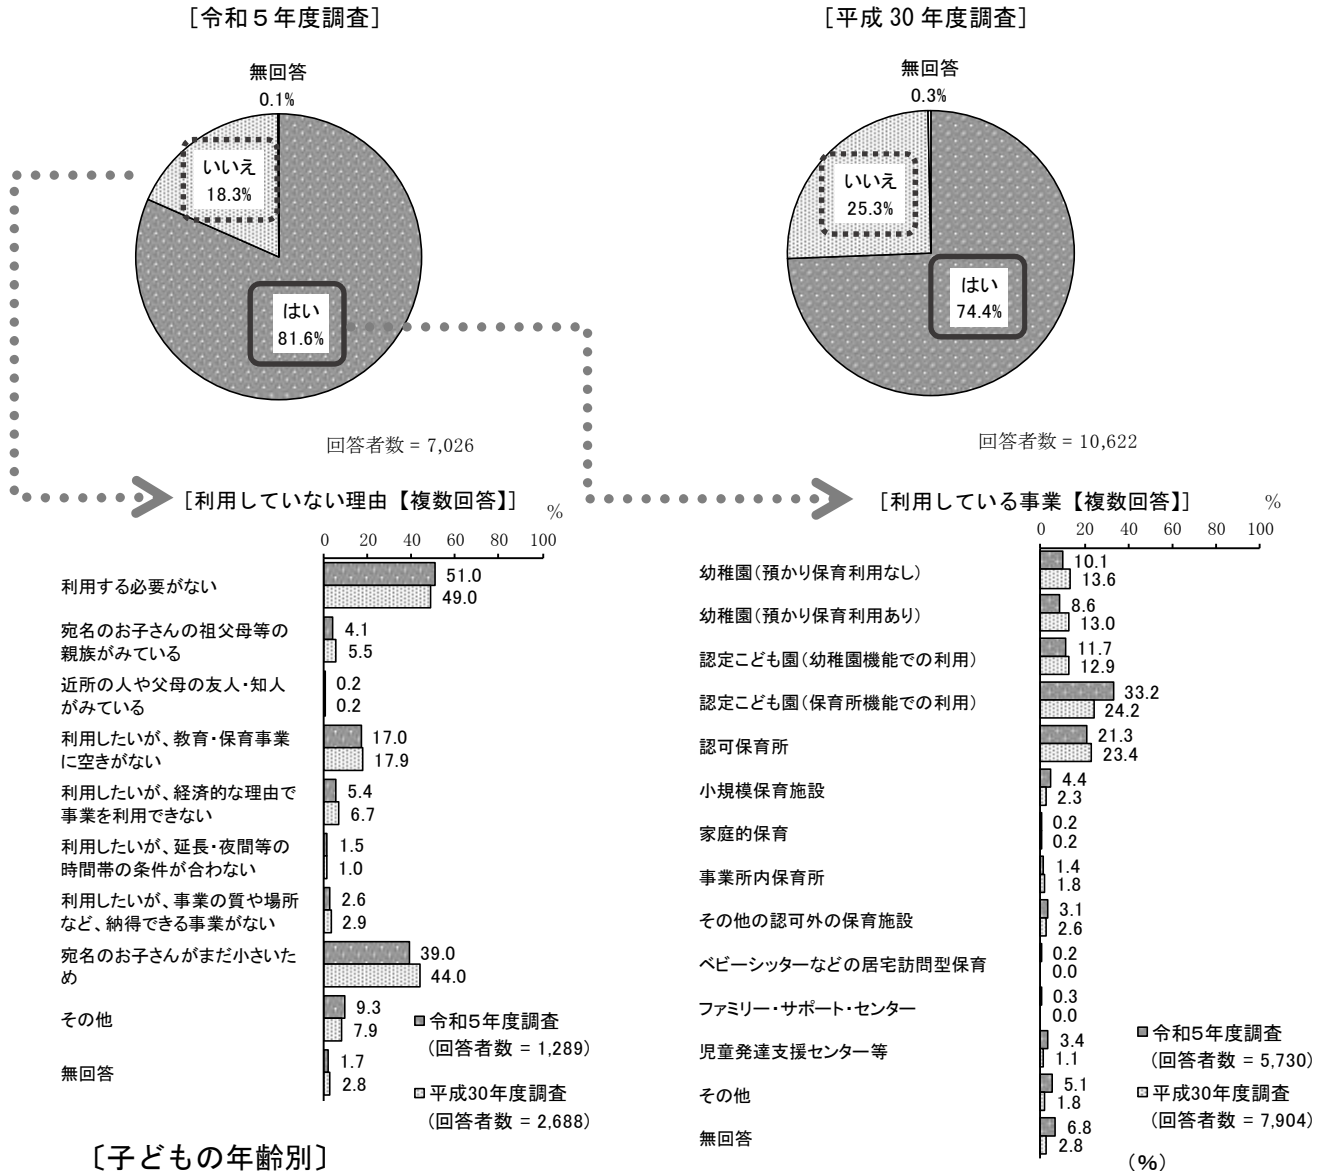 [令和５年度調査]
無回答
0.1%
いいえ
18.3%
はい
81.6%
回答者数 = 7,026
[平成 30 年度調査]
無回答
0.3%
いいえ
25.3%
はい
74.4%
回答者数 = 10,622
[利用していない理由【複数回答】]
%
0 20 40 60 80 100
利用する必要がない
51.0
49.0
宛名のお子さんの祖父母等の
親族がみている
4.1
5.5
近所の人や父母の友人・知人
がみている
0.2
0.2
利用したいが、教育・保育事業
に空きがない
17.0
17.9
利用したいが、経済的な理由で
事業を利用できない
5.4
6.7
利用したいが、延長・夜間等の
時間帯の条件が合わない
1.5
1.0
利用したいが、事業の質や場所
など、納得できる事業がない
2.6
2.9
宛名のお子さんがまだ小さいた
め
39.0
44.0
その他
9.3
7.9
無回答
1.7
2.8
令和５年度調査
(回答者数 = 1,289)
平成30年度調査
(回答者数 = 2,688)
[利用している事業【複数回答】]
%
0 20 40 60 80 100
幼稚園(預かり保育利用なし)
10.1
13.6
幼稚園(預かり保育利用あり)
8.6
13.0
認定こども園(幼稚園機能での利用)
11.7
12.9
認定こども園(保育所機能での利用)
33.2
24.2
認可保育所
21.3
23.4
小規模保育施設
4.4
2.3
家庭的保育
0.2
0.2
事業所内保育所
1.4
1.8
その他の認可外の保育施設
3.1
2.6
ベビーシッターなどの居宅訪問型保育
0.2
0.0
ファミリー・サポート・センター
0.3
0.0
児童発達支援センター等
3.4
1.1
その他
5.1
1.8
無回答
6.8
2.8
令和５年度調査
(回答者数 = 5,730)
平成30年度調査
(回答者数 = 7,904)
〔子どもの年齢別〕
(%)